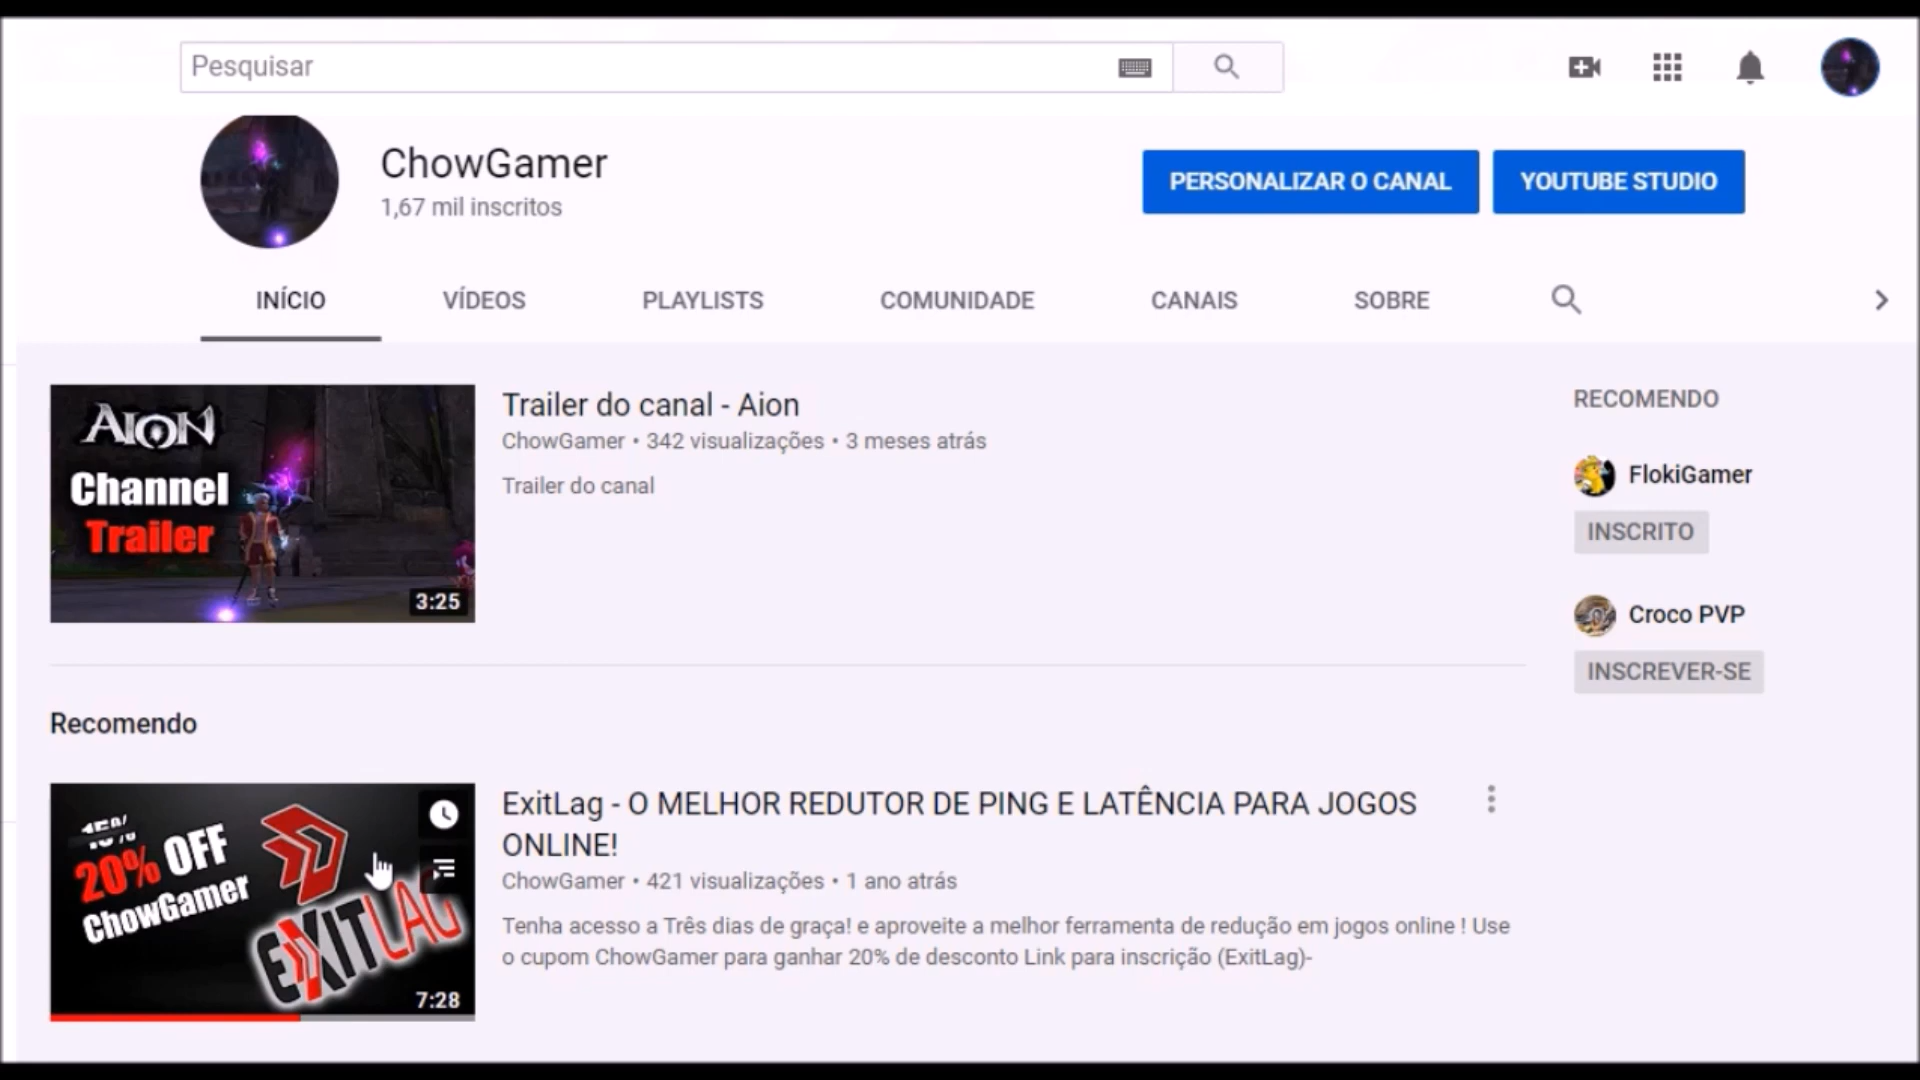 Pesquisar
ChowGamer
1,67 mil inscritos
PERSONALIZAR O CANAL
YOUTUBE STUDIO
INÍCIO
VÍDEOS
PLAYLISTS
COMUNIDADE
CANAIS
SOBRE
AION
Channel
Trailer
3:25
Trailer do canal - Aion
ChowGamer • 342 visualizações • 3 meses atrás
Trailer do canal
RECOMENDO
FlokiGamer
INSCRITO
Croco PVP
INSCREVER-SE
Recomendo
20% OFF
ChowGamer
EXITLAG
7:28
ExitLag - O MELHOR REDUTOR DE PING E LATÊNCIA PARA JOGOS
ONLINE!
ChowGamer • 421 visualizações • 1 ano atrás
Tenha acesso a Três dias de graça! e aproveite a melhor ferramenta de redução em jogos online ! Use
o cupom ChowGamer para ganhar 20% de desconto Link para inscrição (ExitLag)-